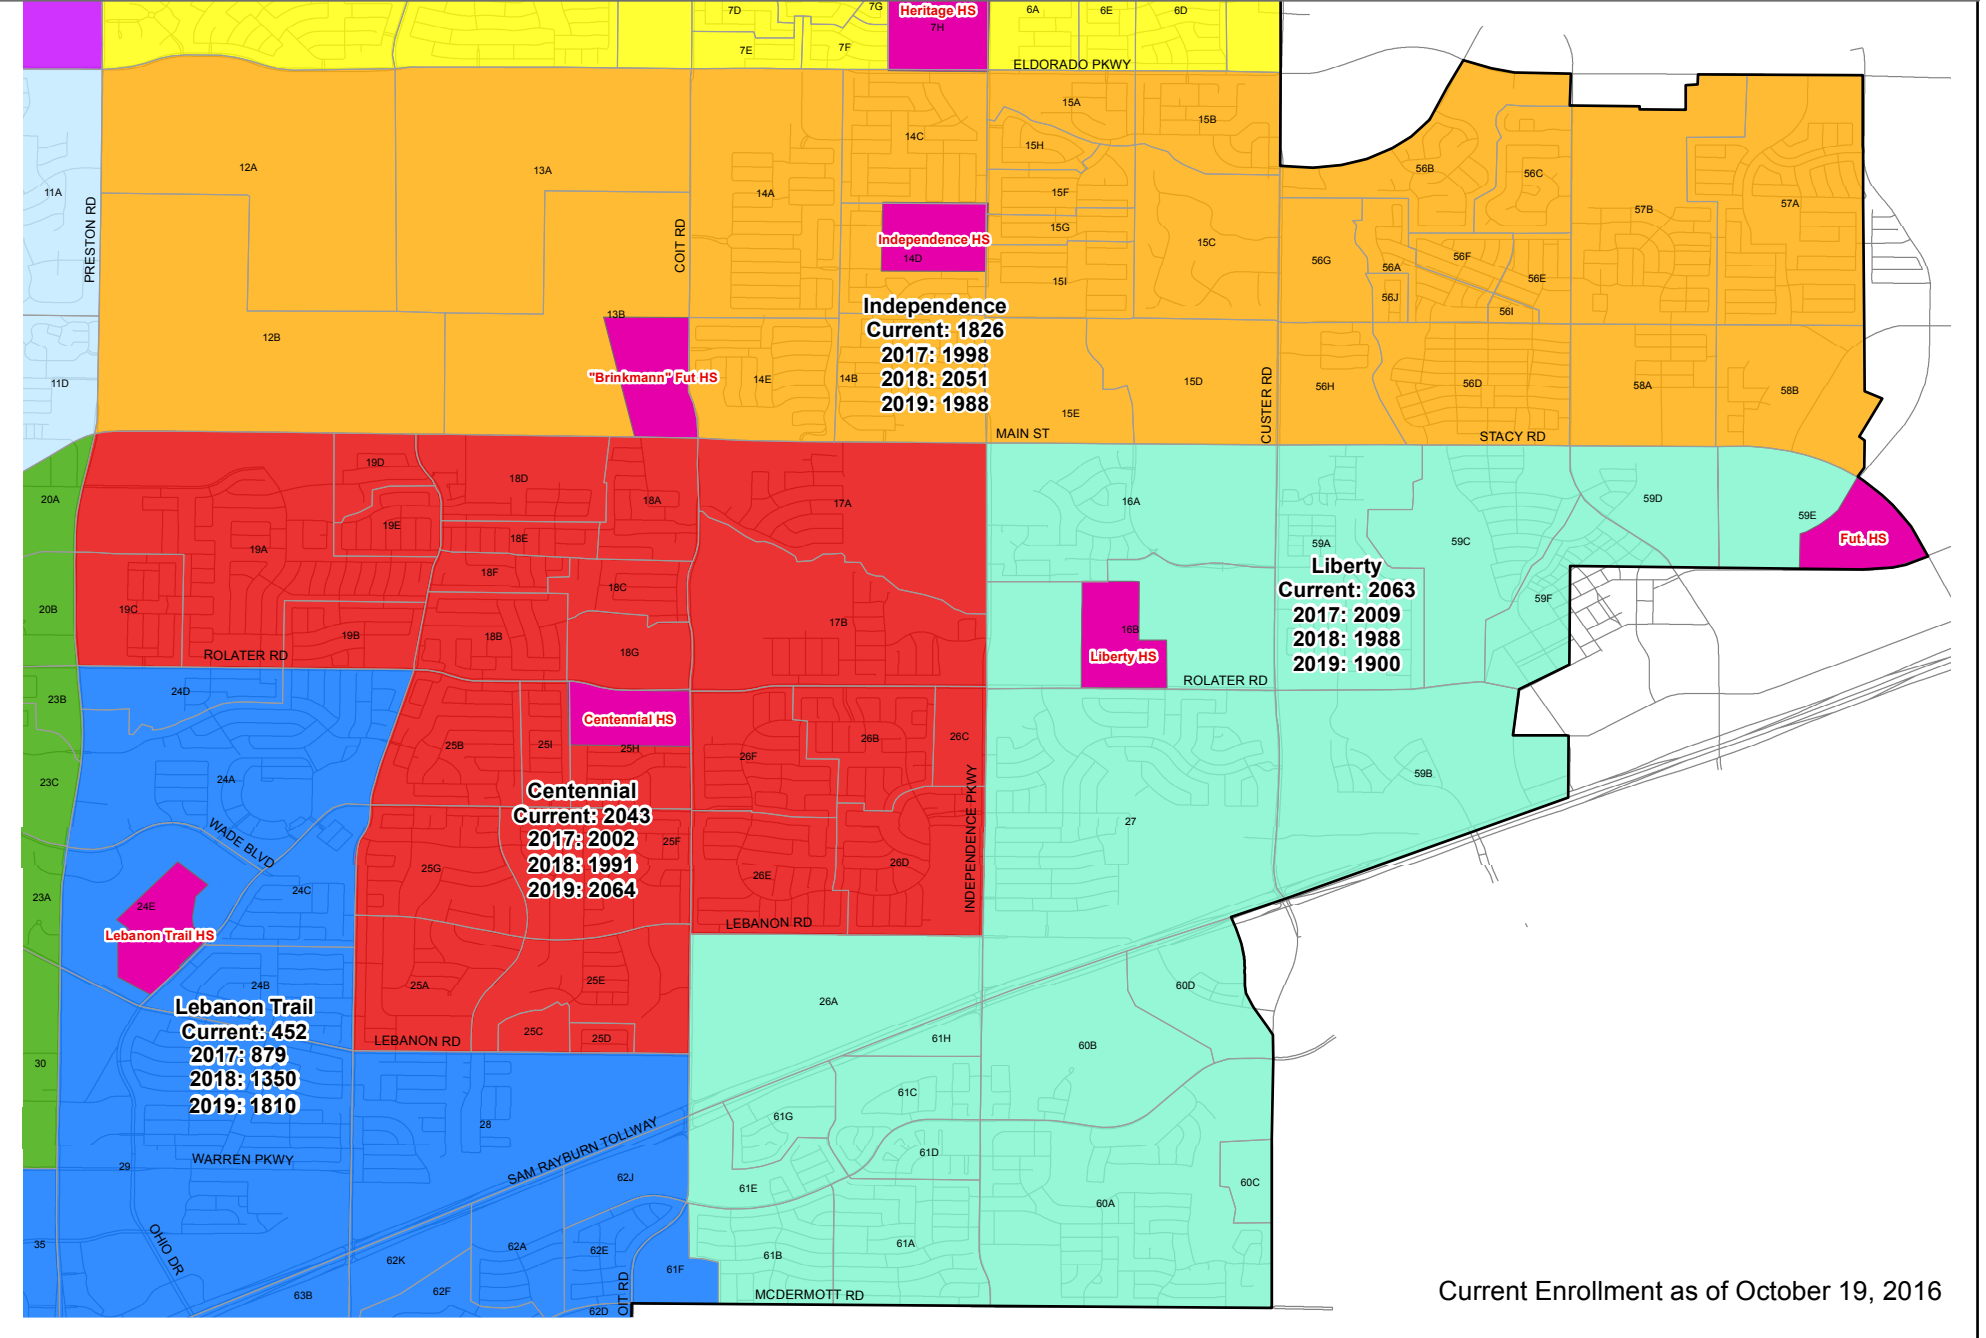 7D
7G
Heritage HS
7H
6A
6E
6D
7E
7F
ELDORADO PKWY
15A
15B
14C
15H
12A
13A
56B
56C
11A
14A
15F
57B
57A
PRESTON RD
COIT RD
Independence HS
14D
15G
15C
56G
56A
56F
56E
15I
56J
56I
Independence
Current: 1826
2017: 1998
2018: 2051
2019: 1988
13B
12B
11D
"Brinkmann" Fut HS
14E
14B
15D
15E
CUSTER RD
56H
56D
58A
58B
MAIN ST
STACY RD
19D
18D
18A
17A
16A
20A
59D
59E
19E
18E
19A
59A
59C
Fut. HS
18F
18C
Liberty
Current: 2063
2017: 2009
2018: 1988
2019: 1900
59F
20B
19C
19B
18B
17B
16B
18G
Liberty HS
ROLATER RD
ROLATER RD
24D
23B
Centennial HS
25B
25I
25H
26F
26B
26C
24A
23C
59B
Centennial
Current: 2043
2017: 2002
2018: 1991
2019: 2064
INDEPENDENCE PKWY
27
WADE BLVD
25F
25G
26E
26D
24C
23A
24E
Lebanon Trail HS
LEBANON RD
25A
25E
24B
26A
60D
Lebanon Trail
Current: 452
2017: 879
2018: 1350
2019: 1810
LEBANON RD
25C
25D
61H
60B
30
61C
61G
28
SAM RAYBURN TOLLWAY
WARREN PKWY
29
61D
62J
61E
60C
60A
OHIO DR
35
62K
62A
62E
61B
61A
61F
62F
63B
62D
OIT RD
MCDERMOTT RD
Current Enrollment as of October 19, 2016